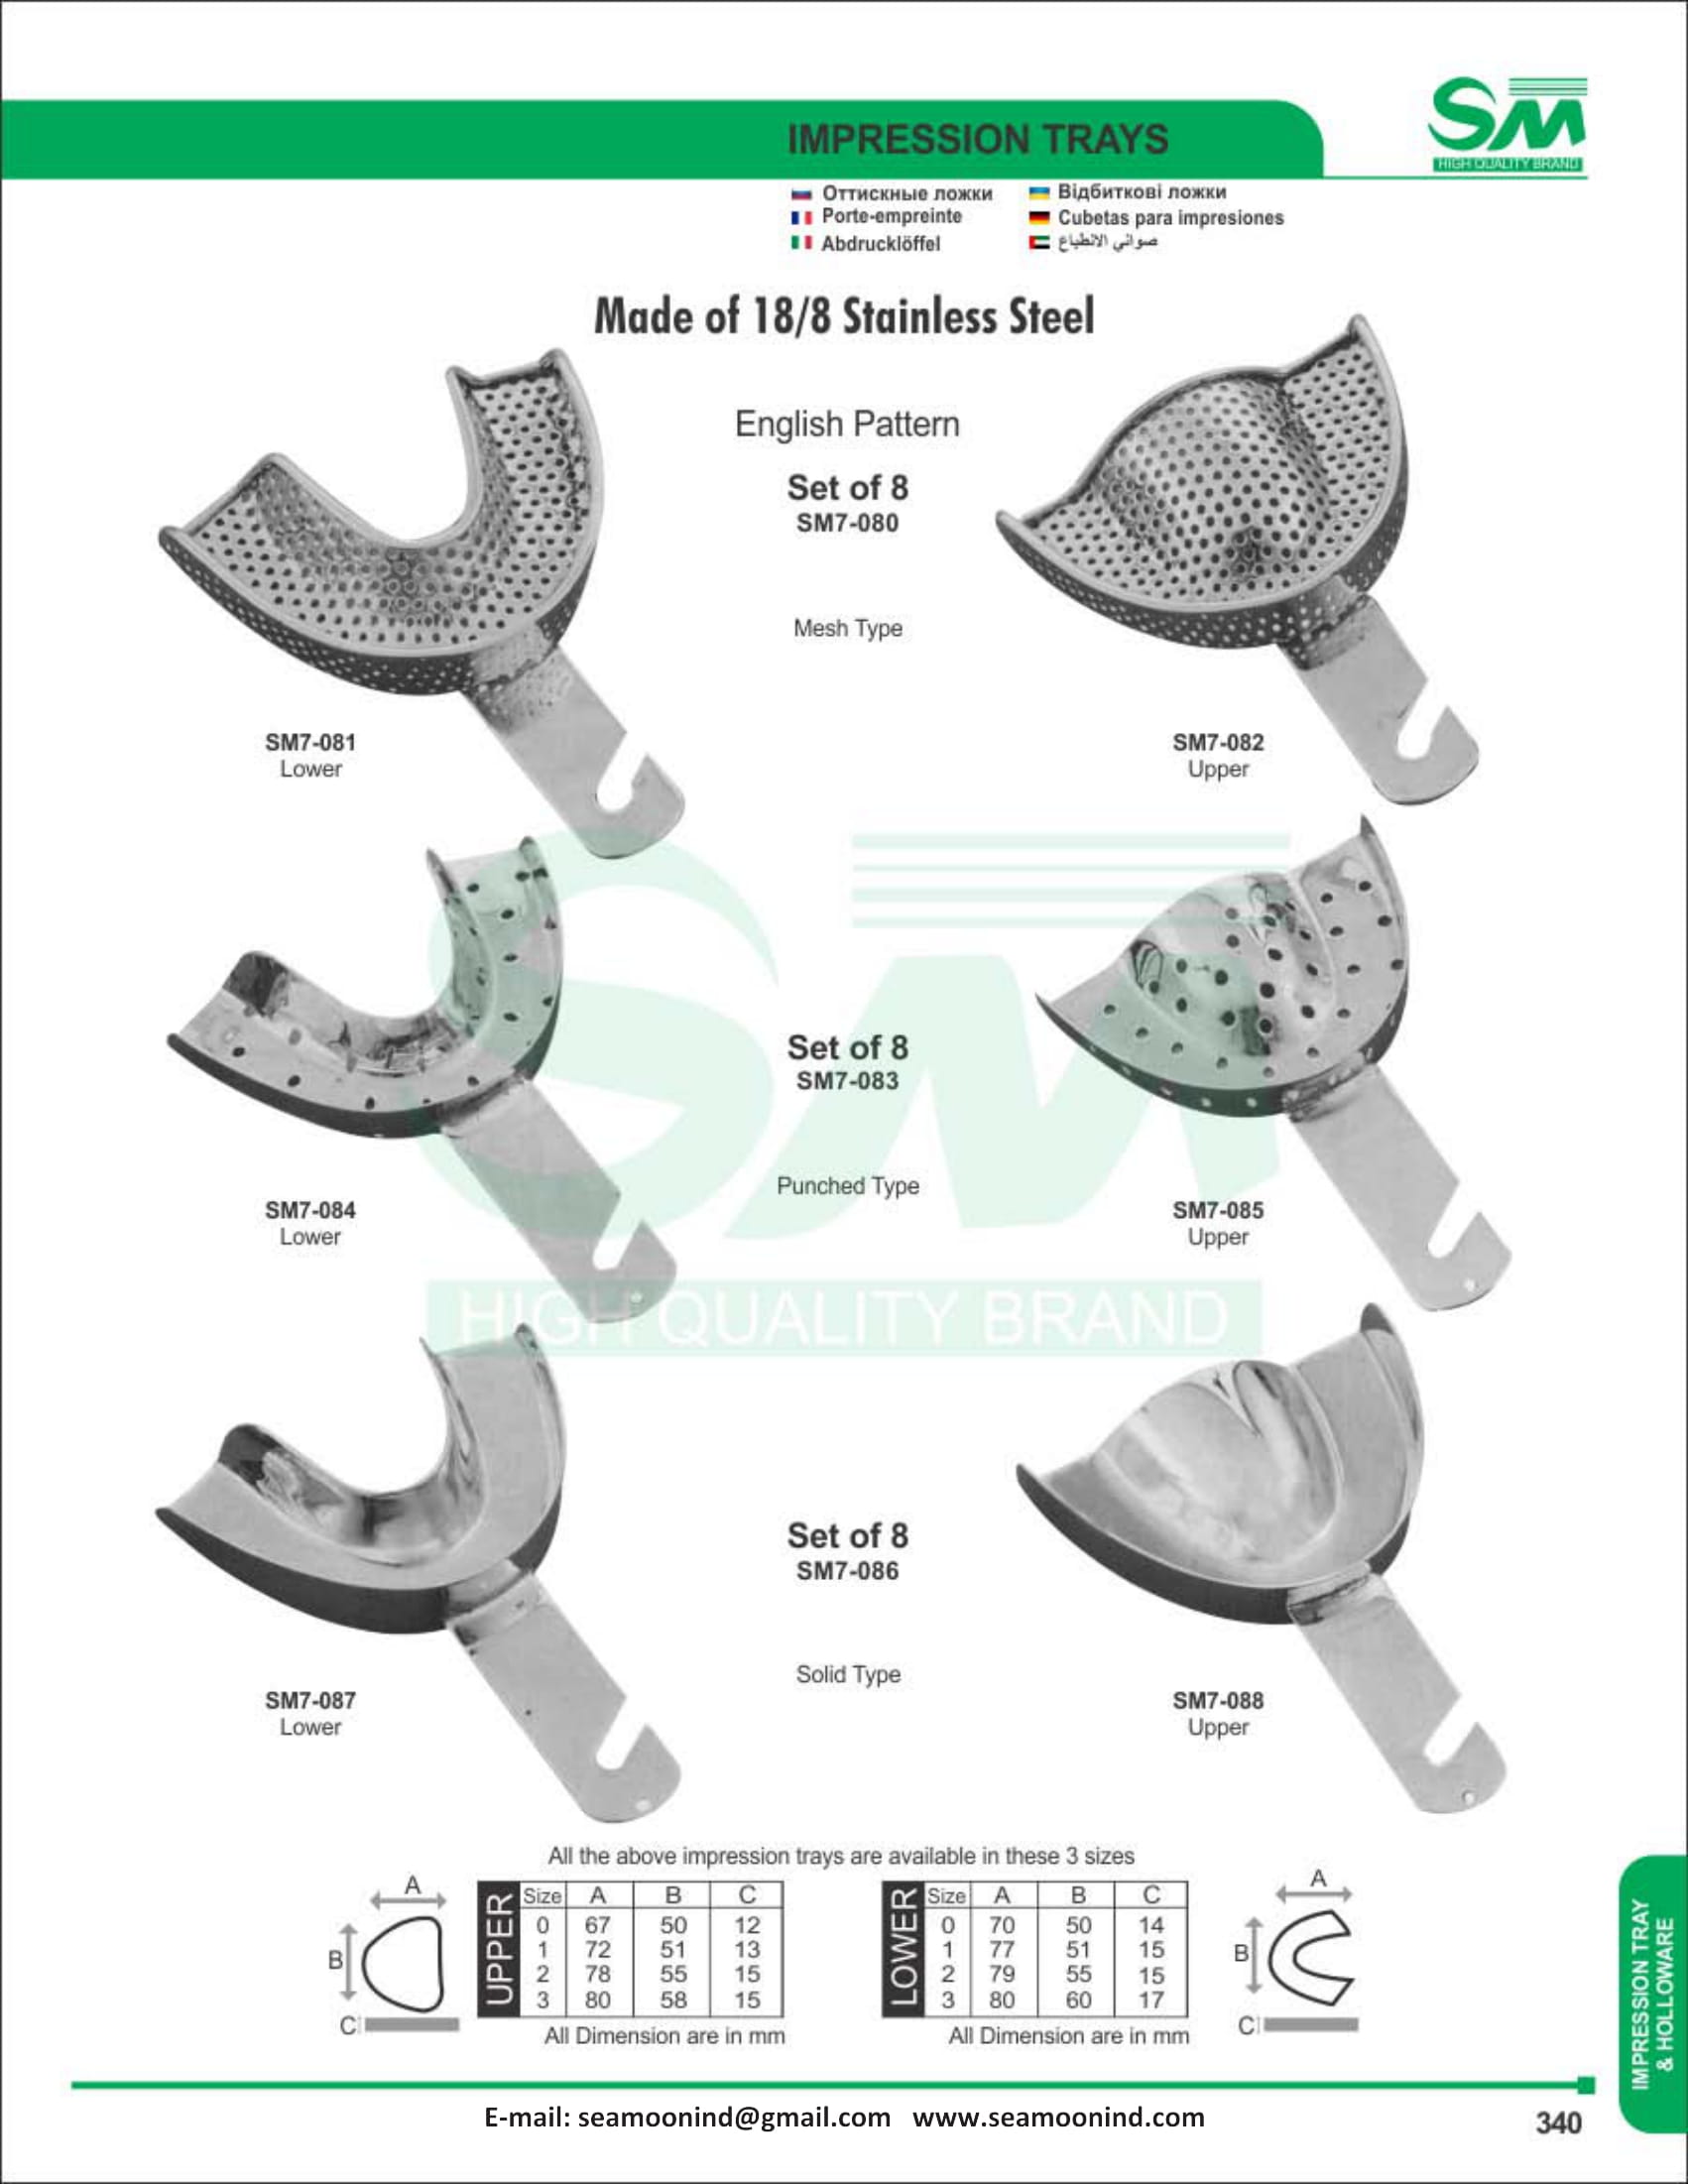 SM
HIGH QUALITY BRAND
IMPRESSION TRAYS
Оттискные ложки
Відбиткові ложки
Porte-empreinte
Cubetas para impresiones
Abdrucklöffel
صواني الانطباع
Made of 18/8 Stainless Steel
English Pattern
Set of 8
SM7-080
Mesh Type
SM7-081
Lower
SM7-082
Upper
Set of 8
SM7-083
Punched Type
SM7-084
Lower
SM7-085
Upper
SM
HIGH QUALITY BRAND
Set of 8
SM7-086
Solid Type
SM7-087
Lower
SM7-088
Upper
All the above impression trays are available in these 3 sizes
A
B
C
UPPER
Size A B C
0 67 50 12
1 72 51 13
2 78 55 15
3 80 58 15
All Dimension are in mm
LOWER
Size A B C
0 70 50 14
1 77 51 15
2 79 55 15
3 80 60 17
All Dimension are in mm
A
B
C
IMPRESSION TRAY
& HOLLOWARE
E-mail: seamoonind@gmail.com www.seamoonind.com
340